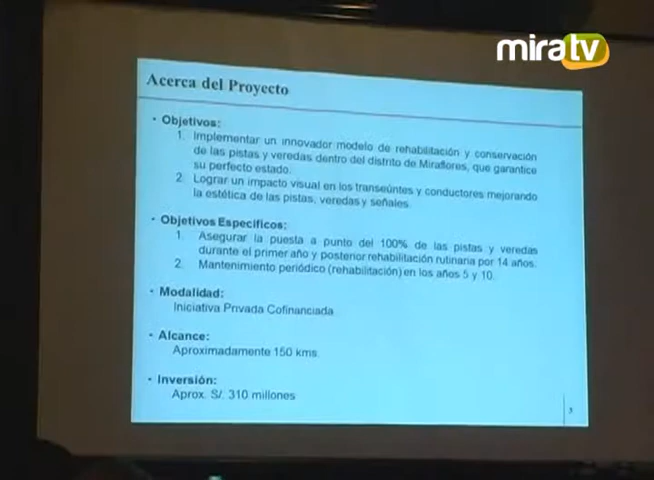 miratv
Acerca del Proyecto
• Objetivos:
1. Implementar un innovador modelo de rehabilitación y conservación
de las pistas y veredas dentro del distrito de Miraflores, que garantice
su perfecto estado.
2. Lograr un impacto visual en los transeúntes y conductores mejorando
la estética de las pistas, veredas y señales.
• Objetivos Específicos:
1. Asegurar la puesta a punto del 100% de las pistas y veredas
durante el primer año y posterior rehabilitación rutinaria por 14 años.
2. Mantenimiento periódico (rehabilitación) en los años 5 y 10.
• Modalidad:
Iniciativa Privada Cofinanciada
• Alcance:
Aproximadamente 150 kms.
• Inversión:
Aprox. S/. 310 millones